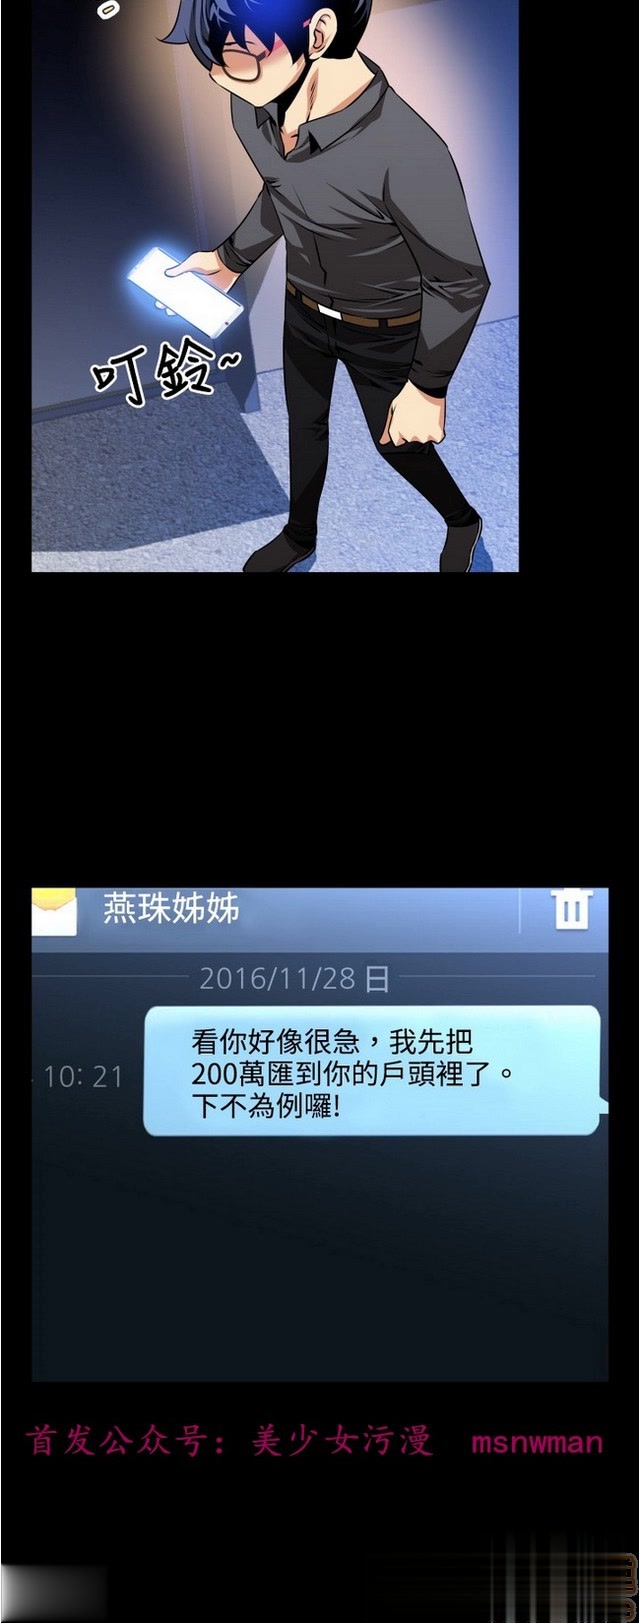 叮鈴~
燕珠姊姊
2016/11/28 日
看你好像很急，我先把
10: 21
200萬匯到你的戶頭裡了。
下不為例囉!
首发公众号：美少女污漫 msnwman